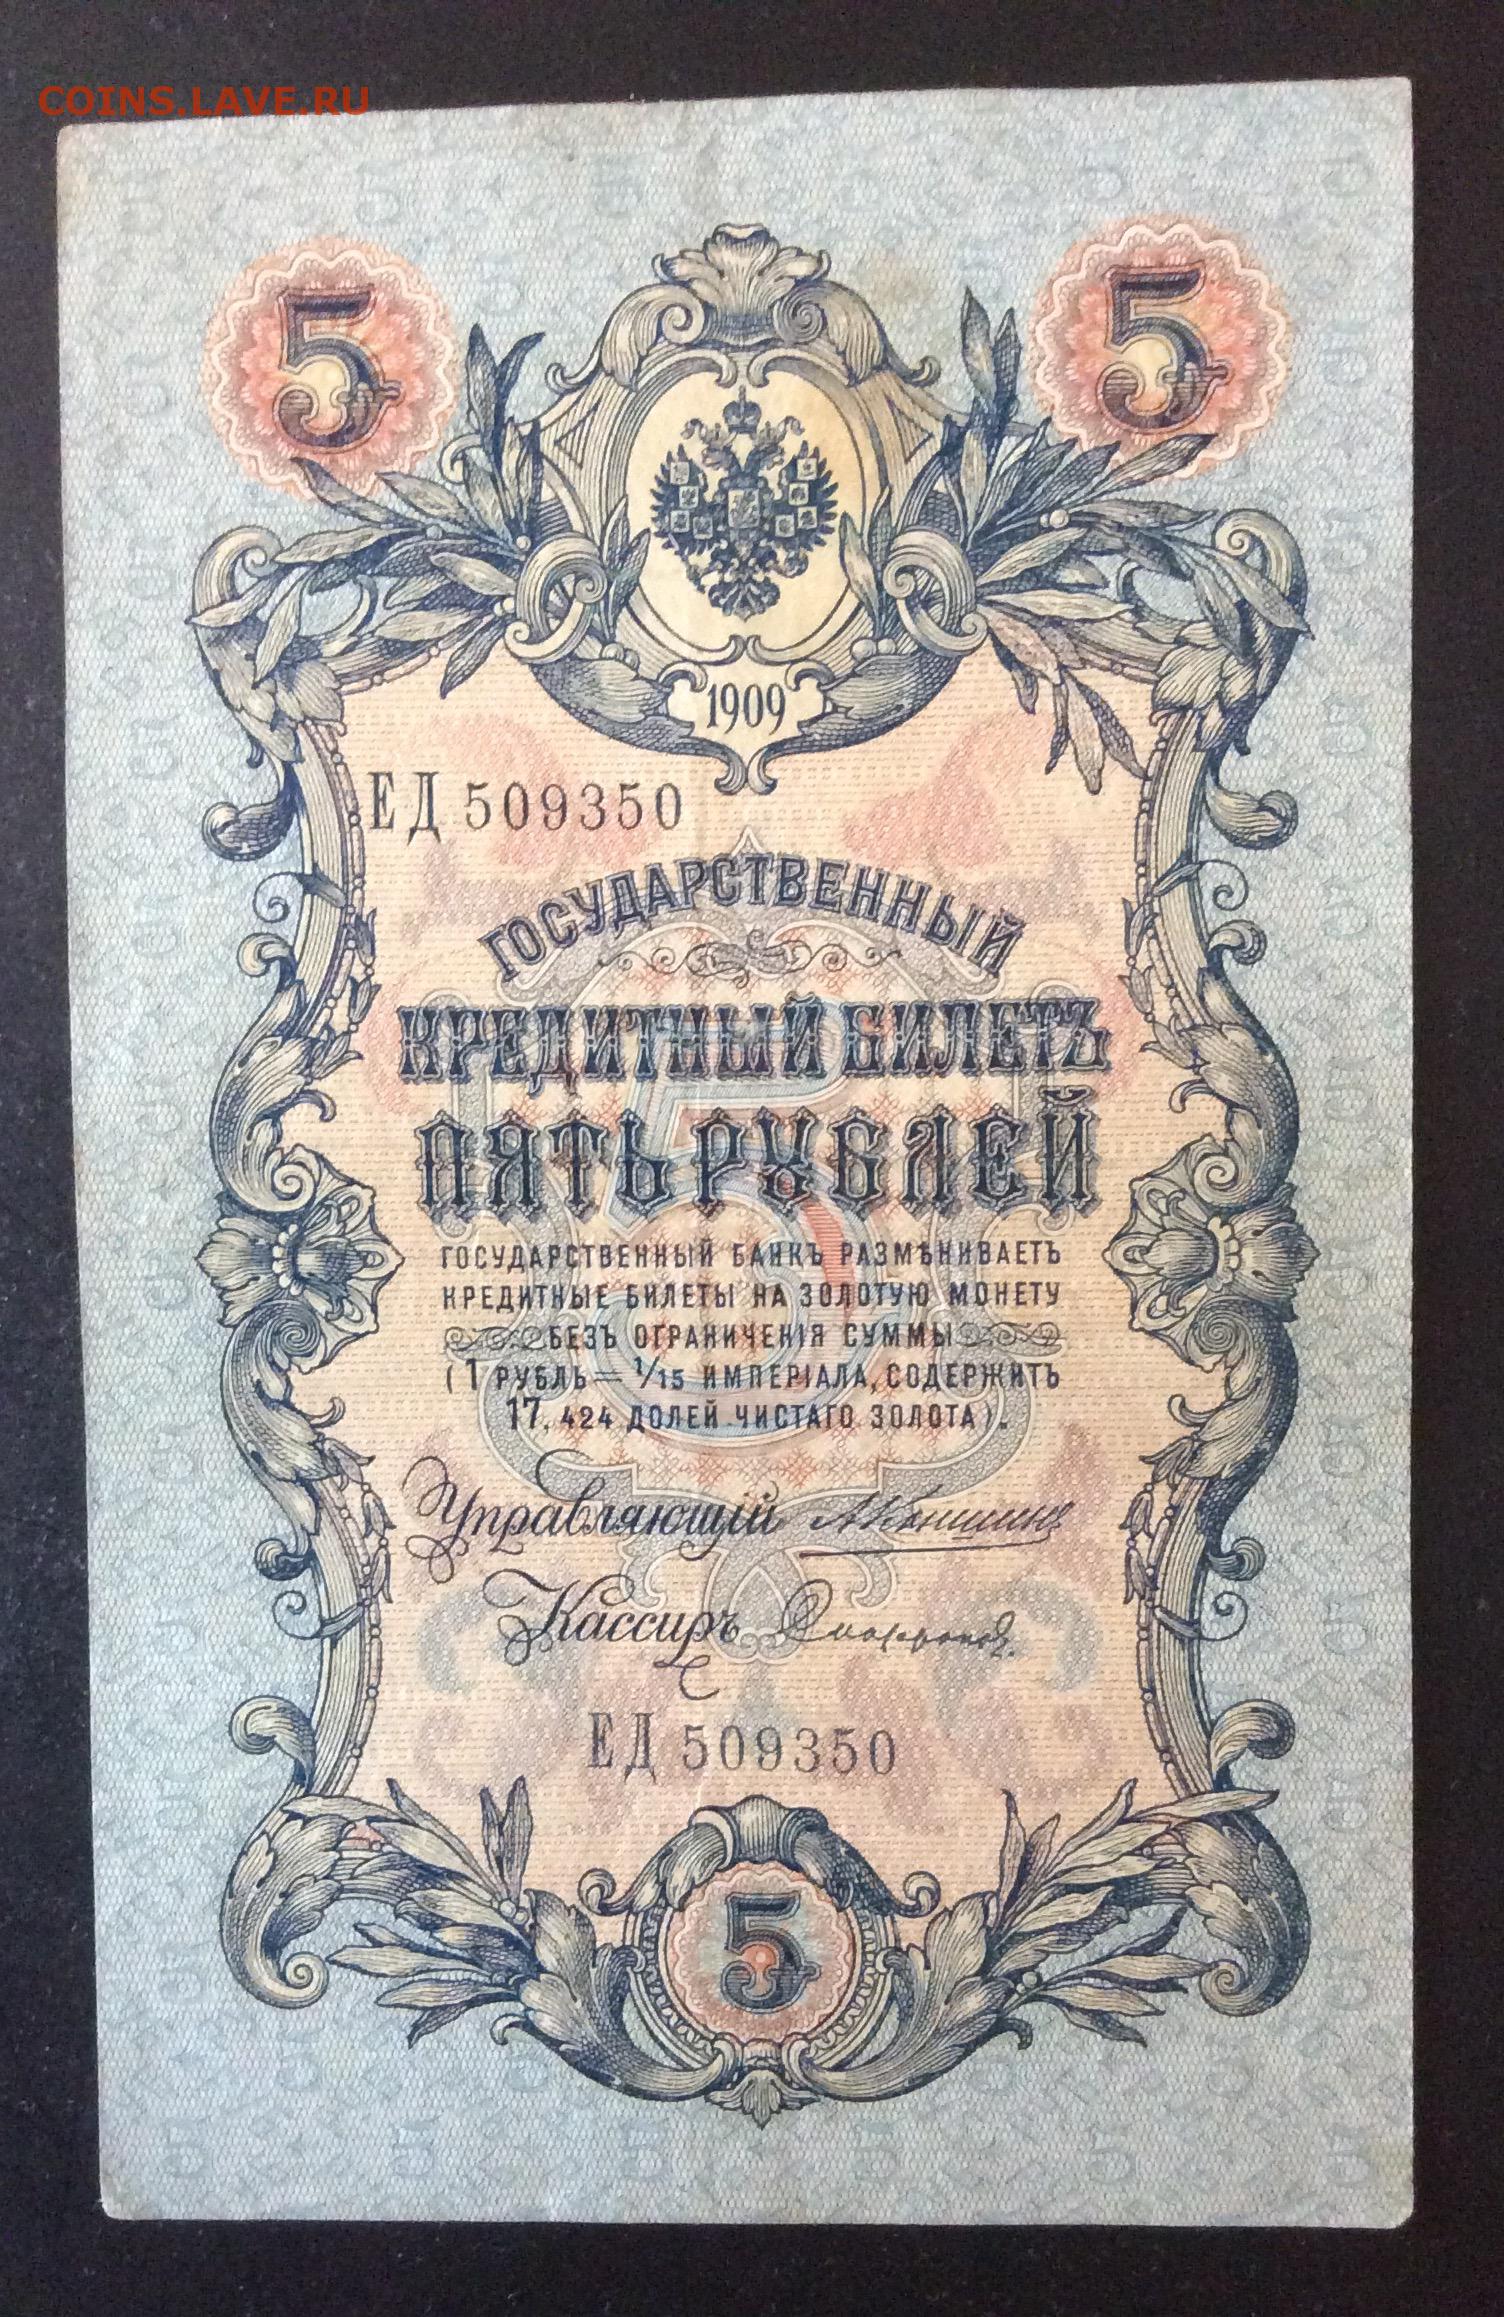 COINS.LAVE.RU
5 5
1909
ЕД 509350
ГОСУДАРСТВЕННЫЙ
КРЕДИТНЫЙ БИЛЕТЪ
ПЯТЬ РУБЛЕЙ
ГОСУДАРСТВЕННЫЙ БАНКЪ РАЗМѢНИВАЕТЪ
КРЕДИТНЫЕ БИЛЕТЫ НА ЗОЛОТУЮ МОНЕТУ
БЕЗЪ ОГРАНИЧЕНІЯ СУММЫ
(1 РУБЛЬ = 1/15 ИМПЕРІАЛА, СОДЕРЖИТЪ
17, 424 ДОЛЕЙ ЧИСТАГО ЗОЛОТА).
Управляющій АКоншинъ
Кассиръ
ЕД 509350
5